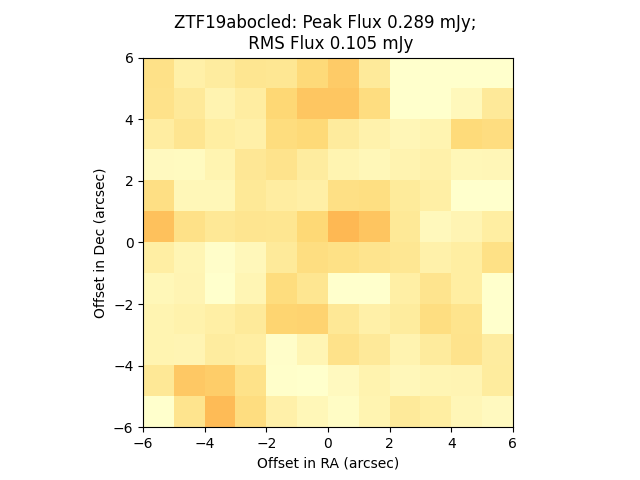 ZTF19abocled: Peak Flux 0.289 mJy;
RMS Flux 0.105 mJy
6
4
2
0
−2
−4
−6
Offset in Dec (arcsec)
−6 −4 −2 0 2 4 6
Offset in RA (arcsec)